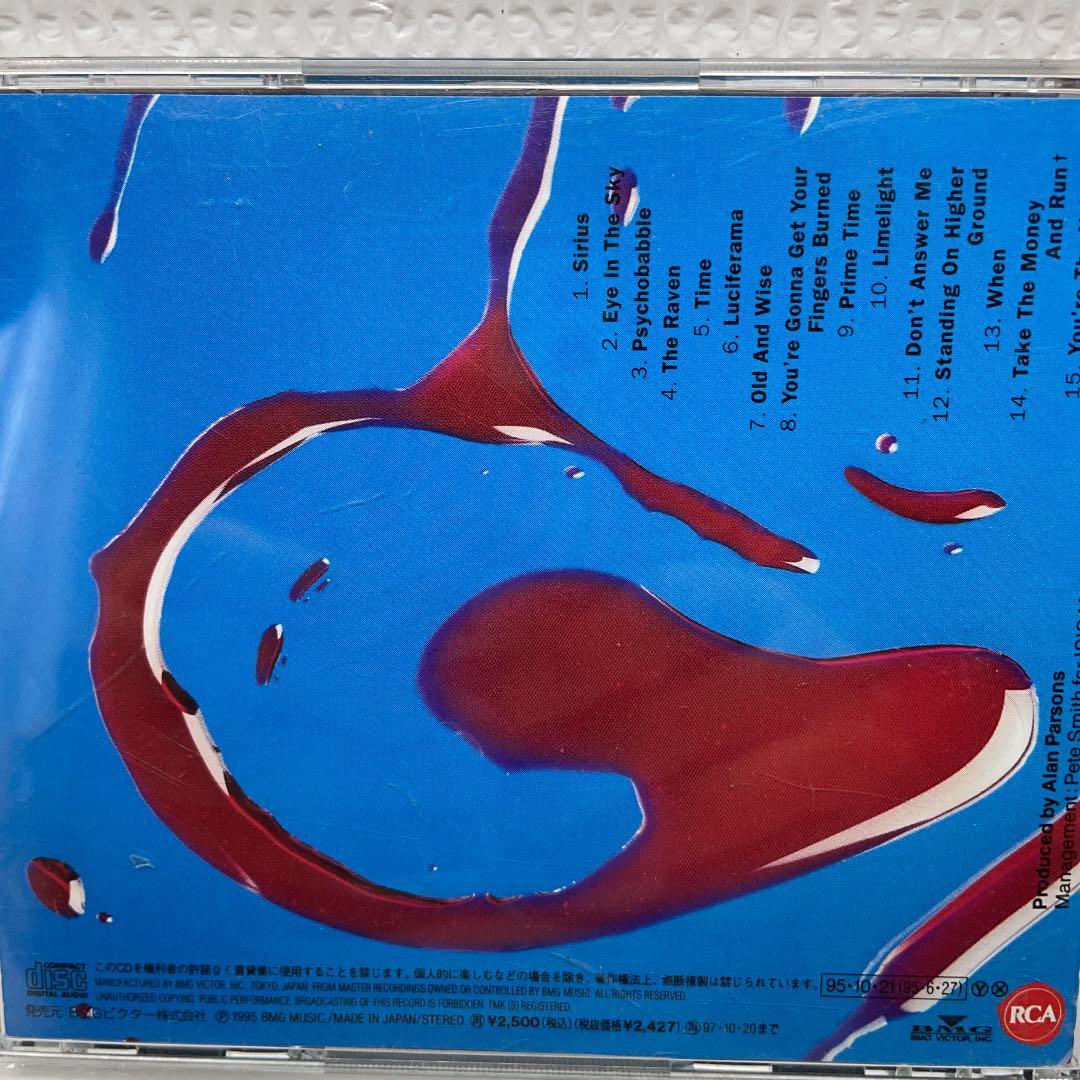 1. Sirius
2. Eye In The Sky
3. Psychobabble
4. The Raven
5. Time
6. Luciferama
7. Old And Wise
8. You're Gonna Get Your
Fingers Burned
9. Prime Time
10. Limelight
11. Don't Answer Me
12. Standing On Higher
Ground
13. When
14. Take The Money
And Run†
15. You're The
Produced by Alan Parsons
Management: Pete Smith for
COMPACT
disc
DIGITAL AUDIO
このCDを権利者の許諾なく賃貸業に使用することを禁じます。個人的に楽しむなどの場合を除き、著作権法上、無断複製は禁じられています。
MANUFACTURED BY BMG VICTOR, INC., TOKYO, JAPAN. FROM MASTER RECORDINGS OWNED OR CONTROLLED BY BMG MUSIC. ALL RIGHTS RESERVED.
UNAUTHORIZED COPYING, PUBLIC PERFORMANCE, BROADCASTING OF THIS RECORD IS FORBIDDEN. TMK (S) REGISTERED.
発売元 BMGビクター株式会社 Ⓟ 1995 BMG MUSIC./MADE IN JAPAN/STEREO ㊢¥2,500(税込)(税抜価格¥2,427) 97・10・20まで
95・10・21(95・6・27) Ⓨ Ⓧ
BMG
BMG VICTOR, INC.
RCA